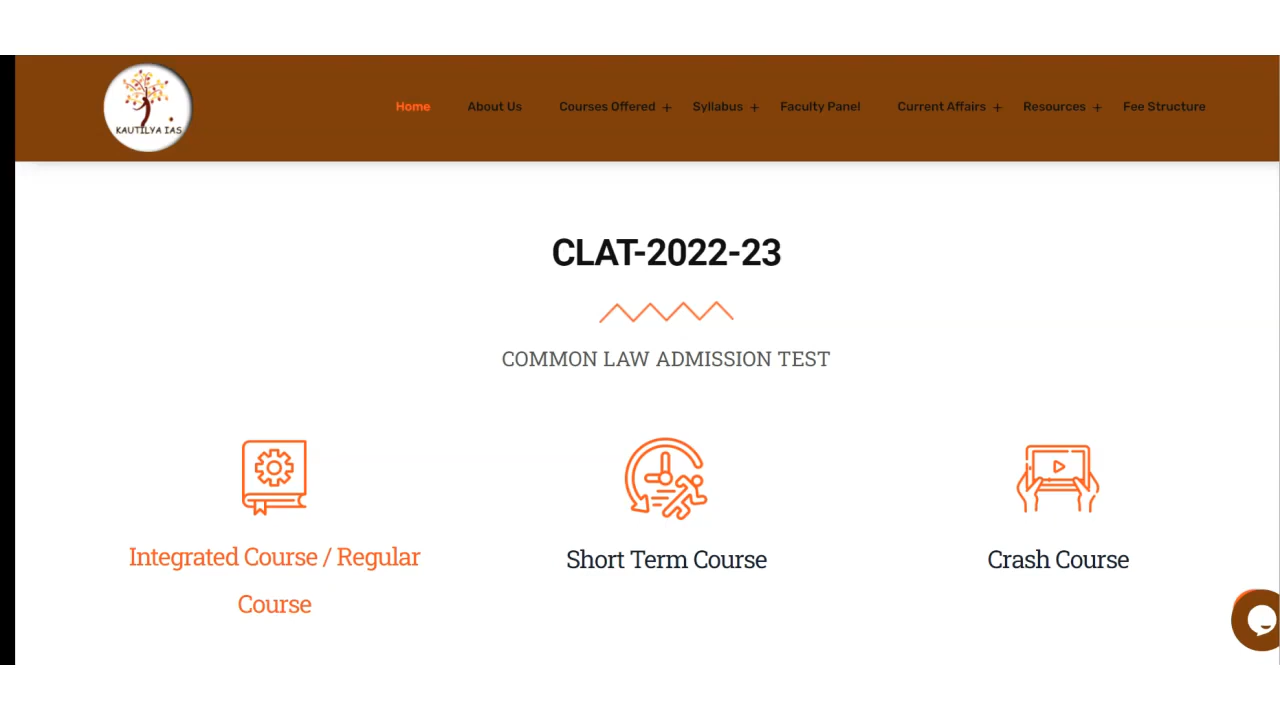 KAUTILYA IAS
Home About Us Courses Offered + Syllabus + Faculty Panel Current Affairs + Resources + Fee Structure
CLAT-2022-23
COMMON LAW ADMISSION TEST
Integrated Course / Regular
Course
Short Term Course
Crash Course